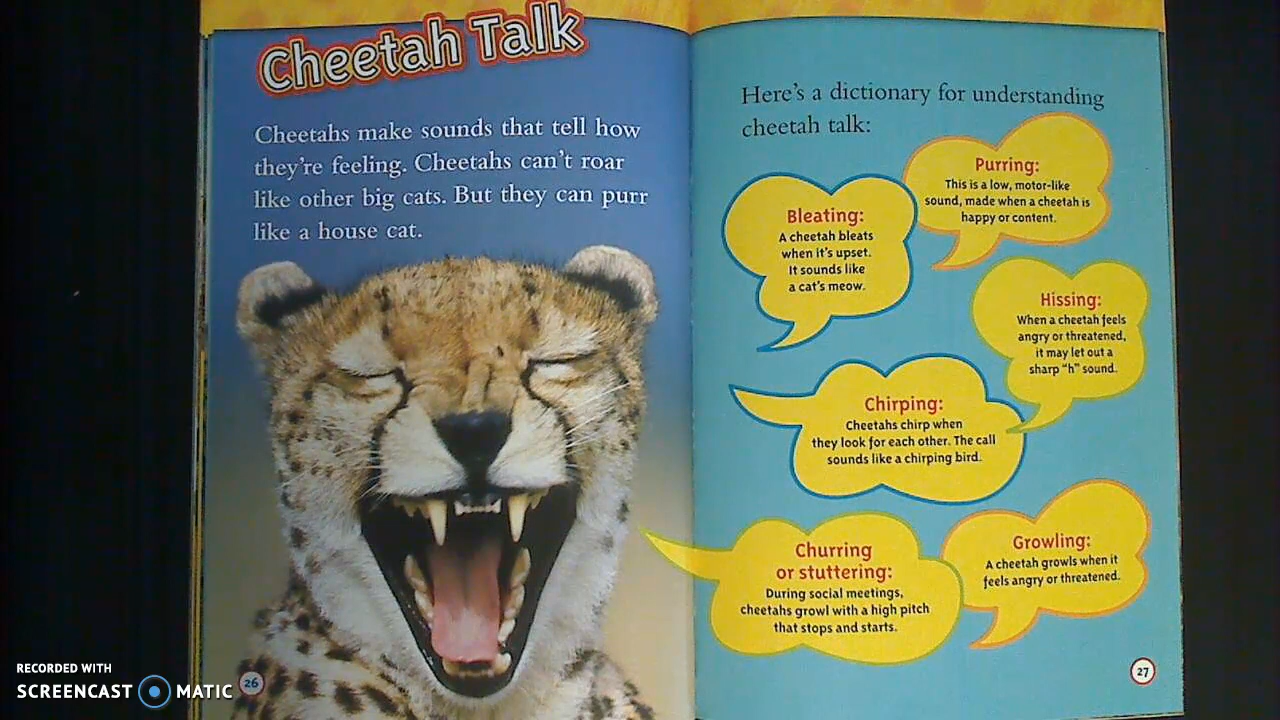 Cheetah Talk
Cheetahs make sounds that tell how
they're feeling. Cheetahs can't roar
like other big cats. But they can purr
like a house cat.
26
Here's a dictionary for understanding
cheetah talk:
Purring:
This is a low, motor-like
sound, made when a cheetah is
happy or content.
Bleating:
A cheetah bleats
when it's upset.
It sounds like
a cat's meow.
Hissing:
When a cheetah feels
angry or threatened,
it may let out a
sharp "h" sound.
Chirping:
Cheetahs chirp when
they look for each other. The call
sounds like a chirping bird.
Churring
or stuttering:
During social meetings,
cheetahs growl with a high pitch
that stops and starts.
Growling:
A cheetah growls when it
feels angry or threatened.
27
RECORDED WITH
SCREENCAST MATIC